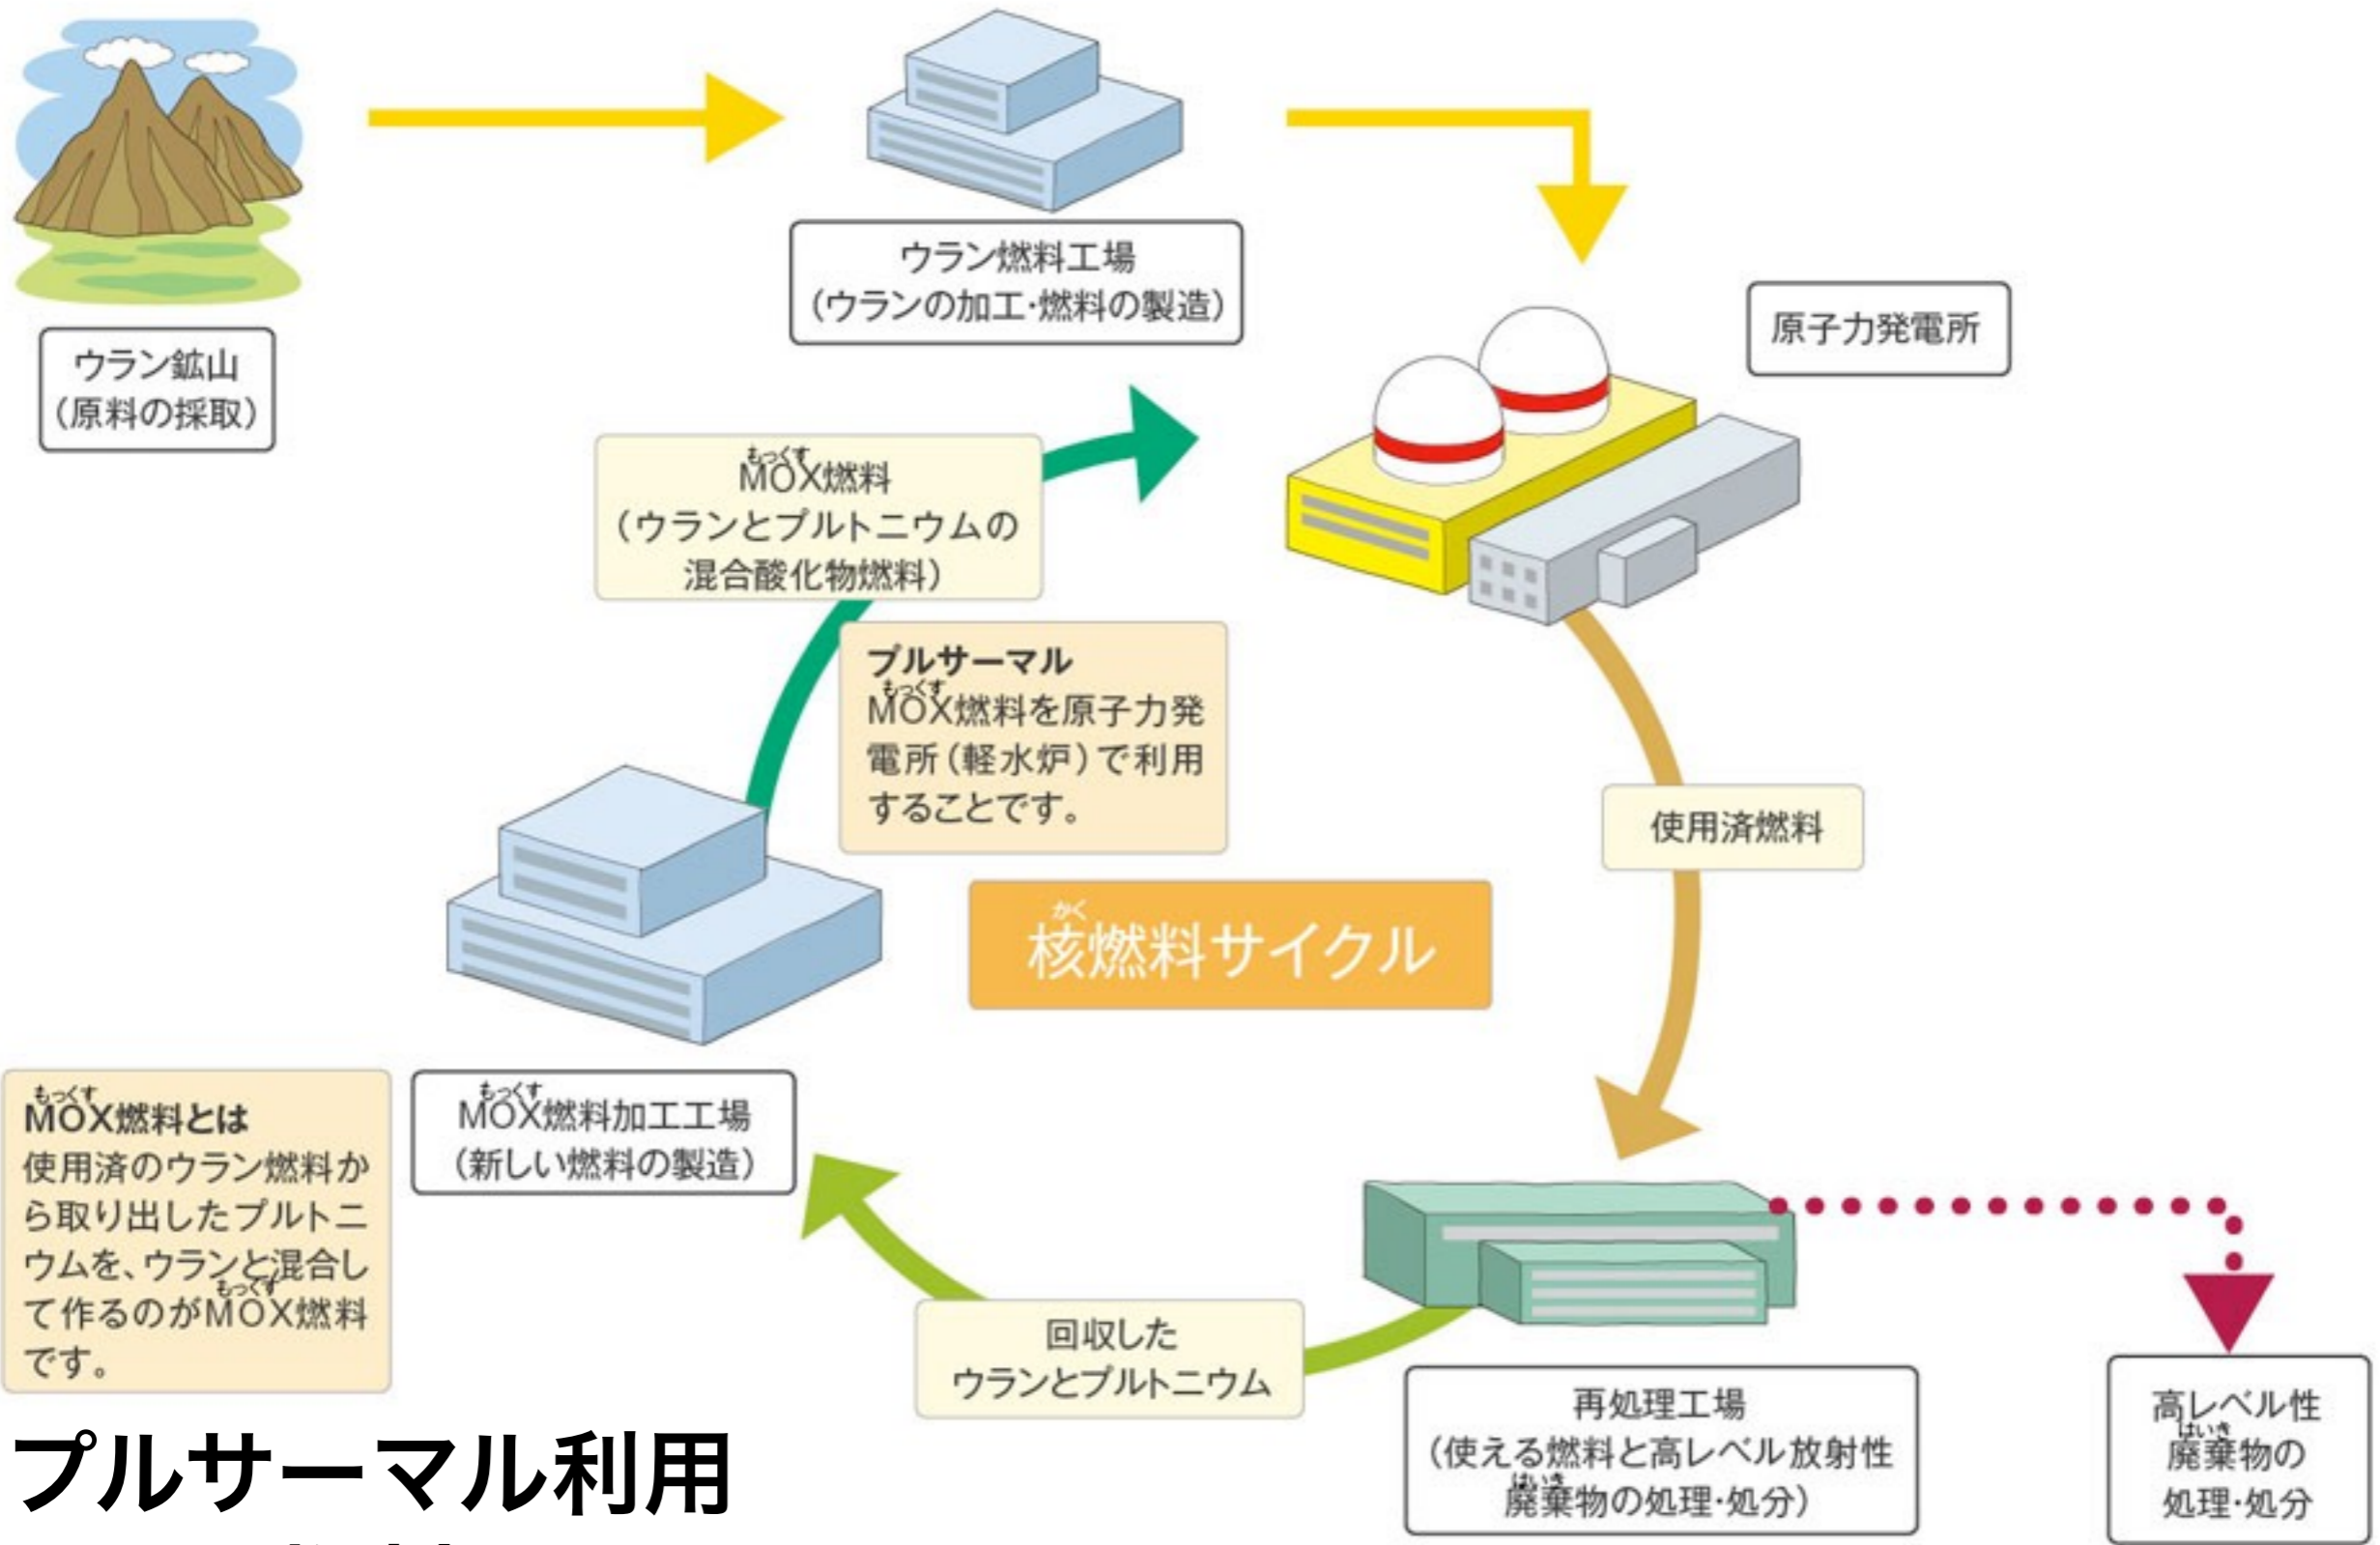 ウラン鉱山
（原料の採取）
ウラン燃料工場
（ウランの加工・燃料の製造）
原子力発電所
もっくす
MOX燃料
（ウランとプルトニウムの
混合酸化物燃料）
プルサーマル
もっくす
MOX燃料を原子力発
電所（軽水炉）で利用
することです。
使用済燃料
かく
核燃料サイクル
もっくす
MOX燃料とは
使用済のウラン燃料か
ら取り出したプルトニ
ウムを、ウランと混合し
もっくす
て作るのがMOX燃料
です。
もっくす
MOX燃料加工工場
（新しい燃料の製造）
回収した
ウランとプルトニウム
再処理工場
（使える燃料と高レベル放射性
はいき
廃棄物の処理・処分）
高レベル性
はいき
廃棄物の
処理・処分
プルサーマル利用